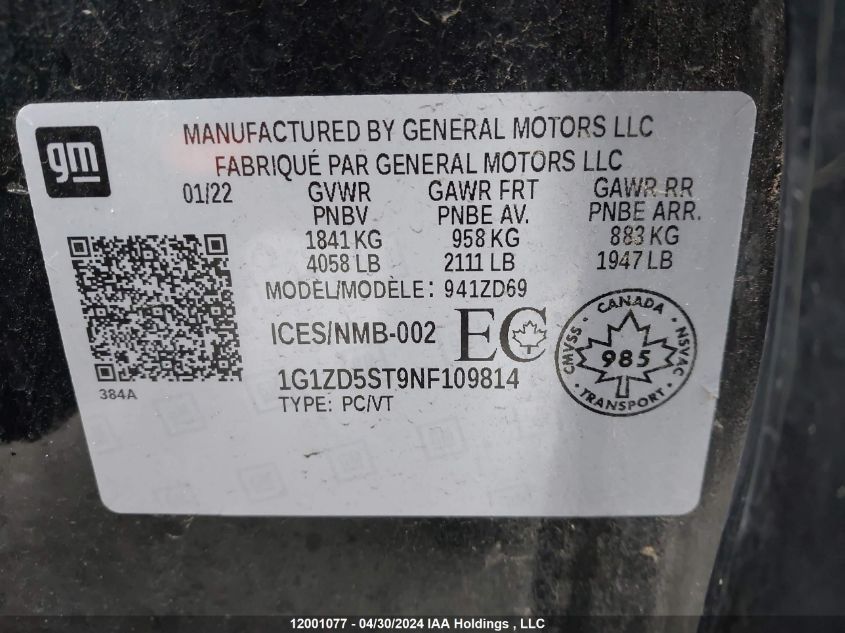 gm
MANUFACTURED BY GENERAL MOTORS LLC
FABRIQUÉ PAR GENERAL MOTORS LLC
01/22 GVWR GAWR FRT GAWR RR
PNBV PNBE AV. PNBE ARR.
1841 KG 958 KG 883 KG
4058 LB 2111 LB 1947 LB
MODEL/MODÈLE: 941ZD69
ICES/NMB-002 EC
384A
1G1ZD5ST9NF109814
TYPE: PC/VT
CANADA
CMVSS 985 NSVAC
TRANSPORT
12001077 - 04/30/2024 IAA Holdings , LLC